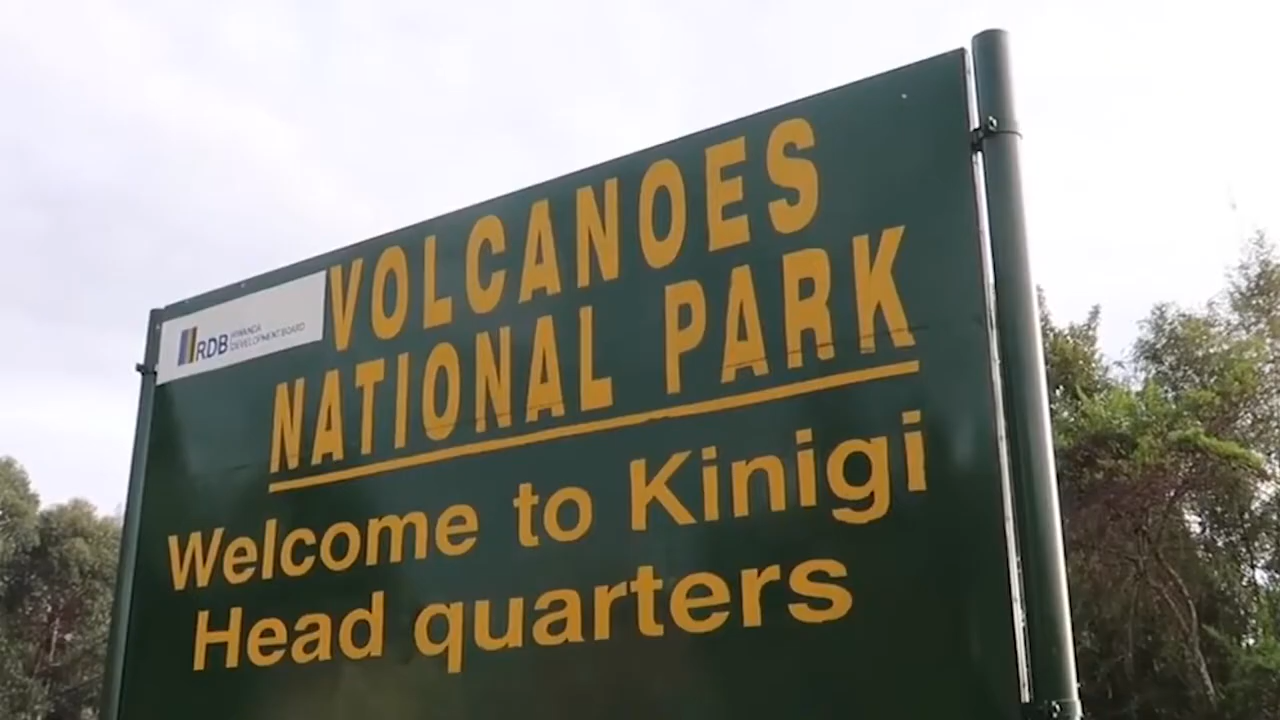 VOLCANOES
NATIONAL PARK
RDB RWANDA
DEVELOPMENT BOARD
Welcome to Kinigi
Head quarters